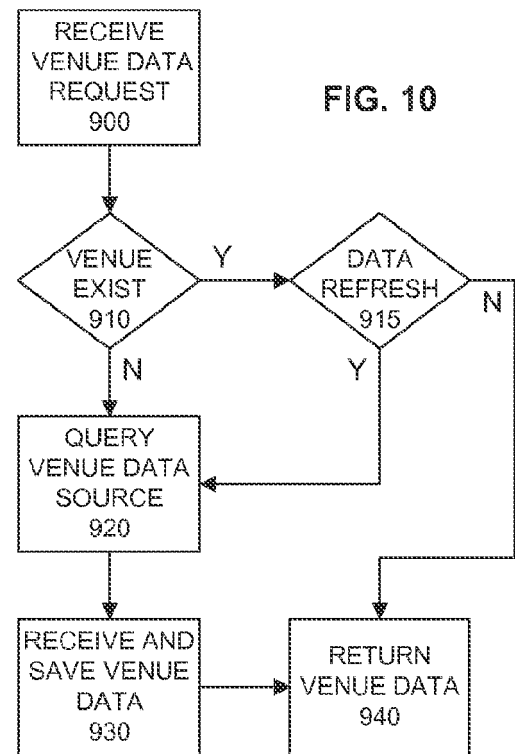 RECEIVE
VENUE DATA
REQUEST
900
FIG. 10
VENUE
EXIST
910
Y
DATA
REFRESH
915
N
N
Y
QUERY
VENUE DATA
SOURCE
920
RECEIVE AND
SAVE VENUE
DATA
930
RETURN
VENUE DATA
940